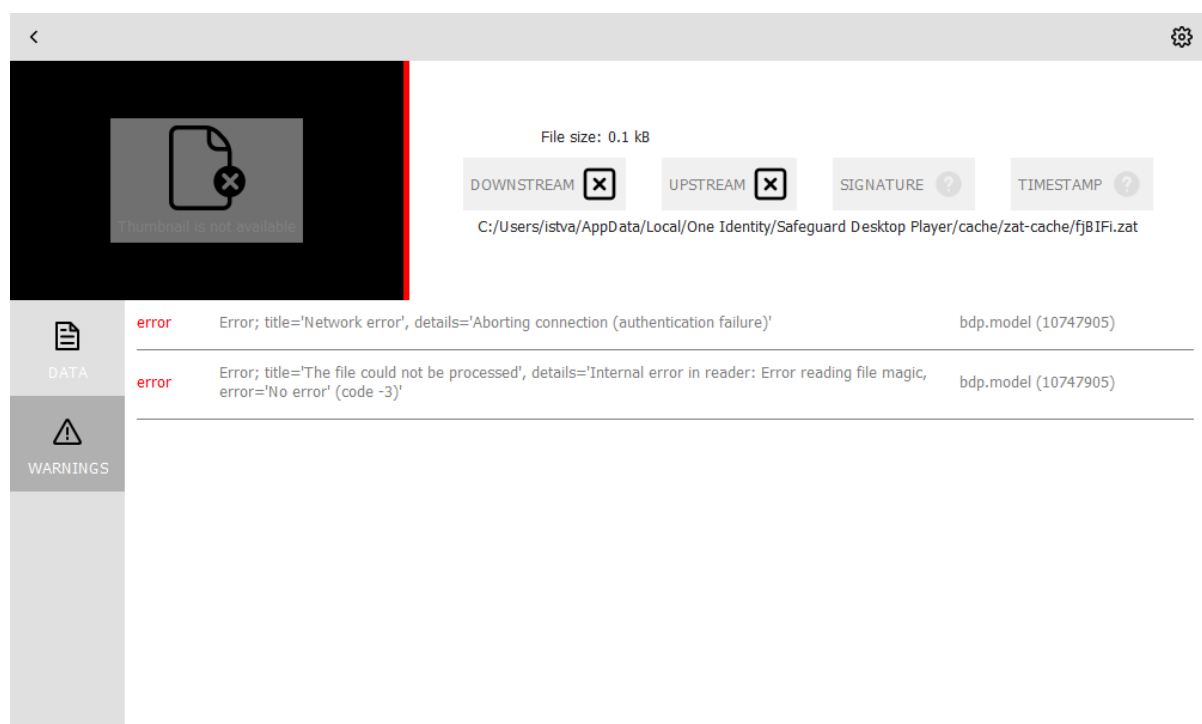 File size: 0.1 kB
DOWNSTREAM
UPSTREAM
SIGNATURE
TIMESTAMP
Thumbnail is not available
C:/Users/istva/AppData/Local/One Identity/Safeguard Desktop Player/cache/zat-cache/fjBIFi.zat
DATA
WARNINGS
error Error; title='Network error', details='Aborting connection (authentication failure)' bdp.model (10747905)
error Error; title='The file could not be processed', details='Internal error in reader: Error reading file magic,
error='No error' (code -3)' bdp.model (10747905)